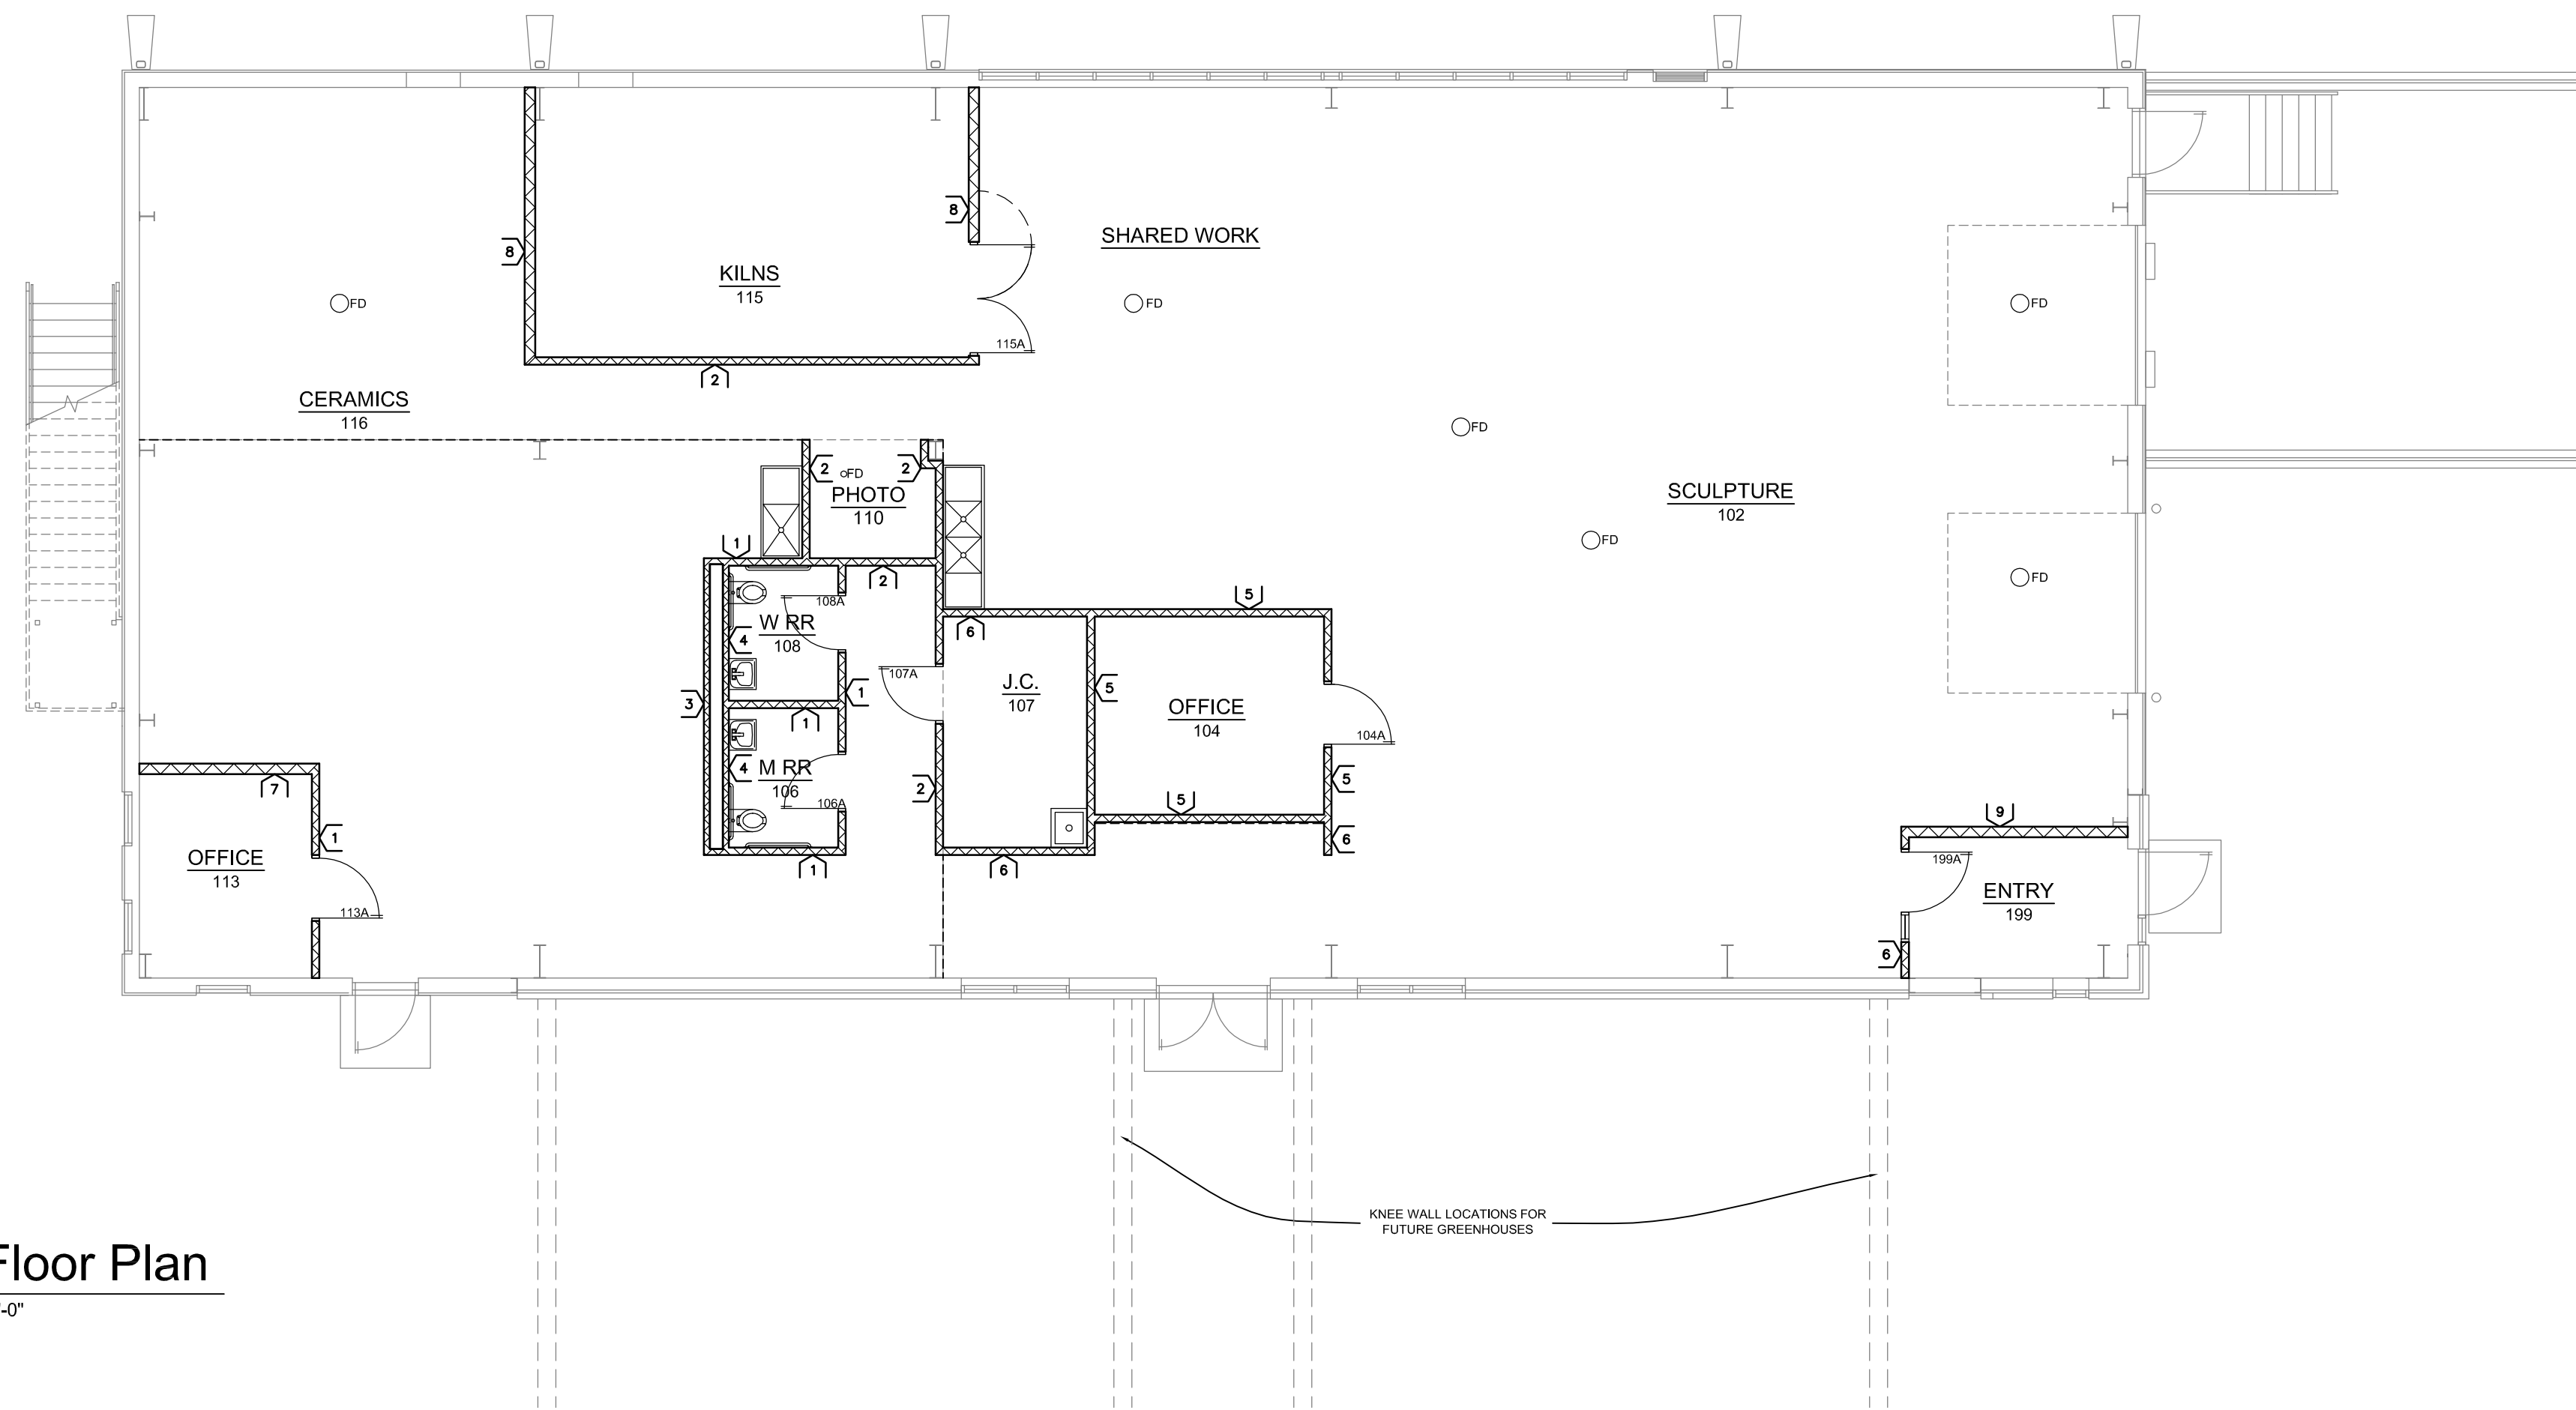 8
SHARED WORK
8
KILNS
115
FD
FD
FD
115A
2
CERAMICS
116
FD
2
FD
2
PHOTO
110
SCULPTURE
102
FD
1
2
FD
108A
5
W RR
108
4
6
107A
J.C.
107
1
5
3
OFFICE
104
1
104A
4
M RR
106
106A
2
5
7
5
9
1
6
OFFICE
113
1
6
199A
ENTRY
199
113A
6
KNEE WALL LOCATIONS FOR
FUTURE GREENHOUSES
Floor Plan
'-0"